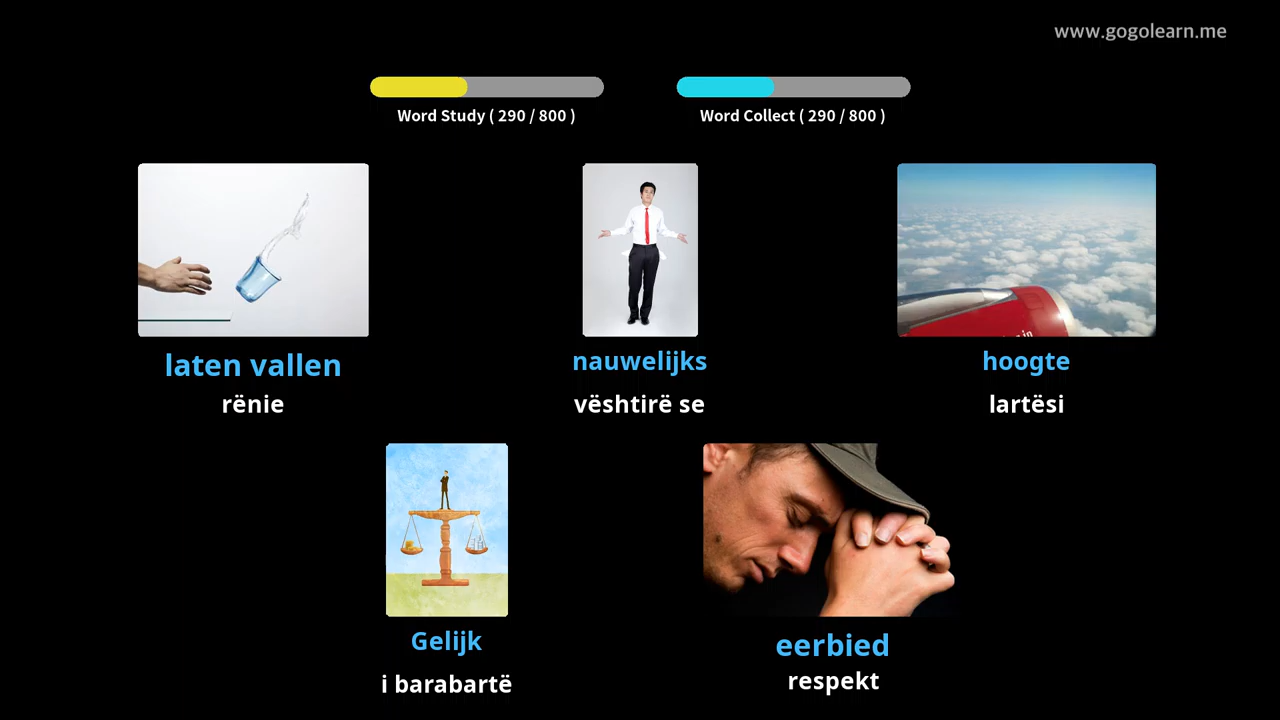 www.gogolearn.me
Word Study ( 290 / 800 )
Word Collect ( 290 / 800 )
laten vallen
rënie
nauwelijks
vështirë se
hoogte
lartësi
Gelijk
i barabartë
eerbied
respekt